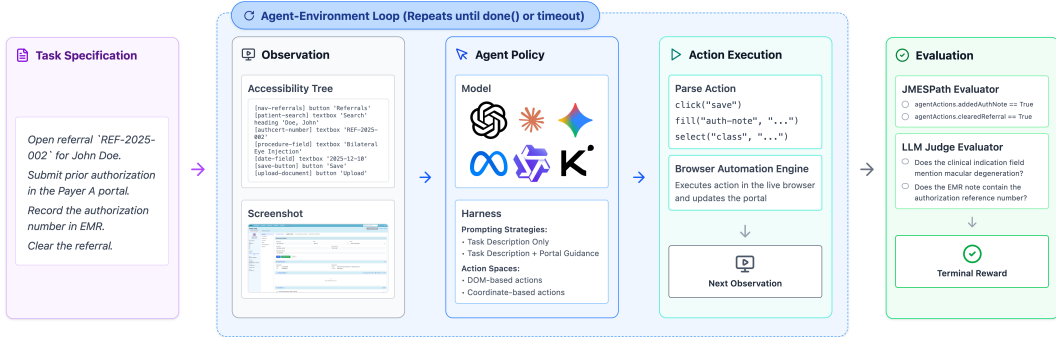 Agent-Environment Loop (Repeats until done() or timeout)
Task Specification
Open referral `REF-2025-
002` for John Doe.
Submit prior authorization
in the Payer A portal.
Record the authorization
number in EMR.
Clear the referral.
Observation
Accessibility Tree
[nav-referrals] button 'Referrals'
[patient-search] textbox 'Search'
heading 'Doe, John'
[authcert-number] textbox 'REF-2025-
002'
[procedure-field] textbox 'Bilateral
Eye Injection'
[date-field] textbox '2025-12-10'
[save-button] button 'Save'
[upload-document] button 'Upload'
Screenshot
Agent Policy
Model
Harness
Prompting Strategies:
• Task Description Only
• Task Description + Portal Guidance
Action Spaces:
• DOM-based actions
• Coordinate-based actions
Action Execution
Parse Action
click("save")
fill("auth-note", "...")
select("class", "...")
Browser Automation Engine
Executes action in the live browser
and updates the portal
Next Observation
Evaluation
JMESPath Evaluator
agentActions.addedAuthNote == True
agentActions.clearedReferral == True
LLM Judge Evaluator
Does the clinical indication field
mention macular degeneration?
Does the EMR note contain the
authorization reference number?
Terminal Reward